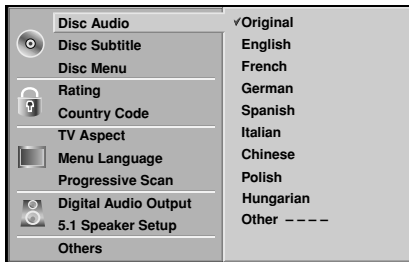 Disc Audio
Disc Subtitle
Disc Menu
Rating
Country Code
TV Aspect
Menu Language
Progressive Scan
Digital Audio Output
5.1 Speaker Setup
Others
✓Original
English
French
German
Spanish
Italian
Chinese
Polish
Hungarian
Other – – – –